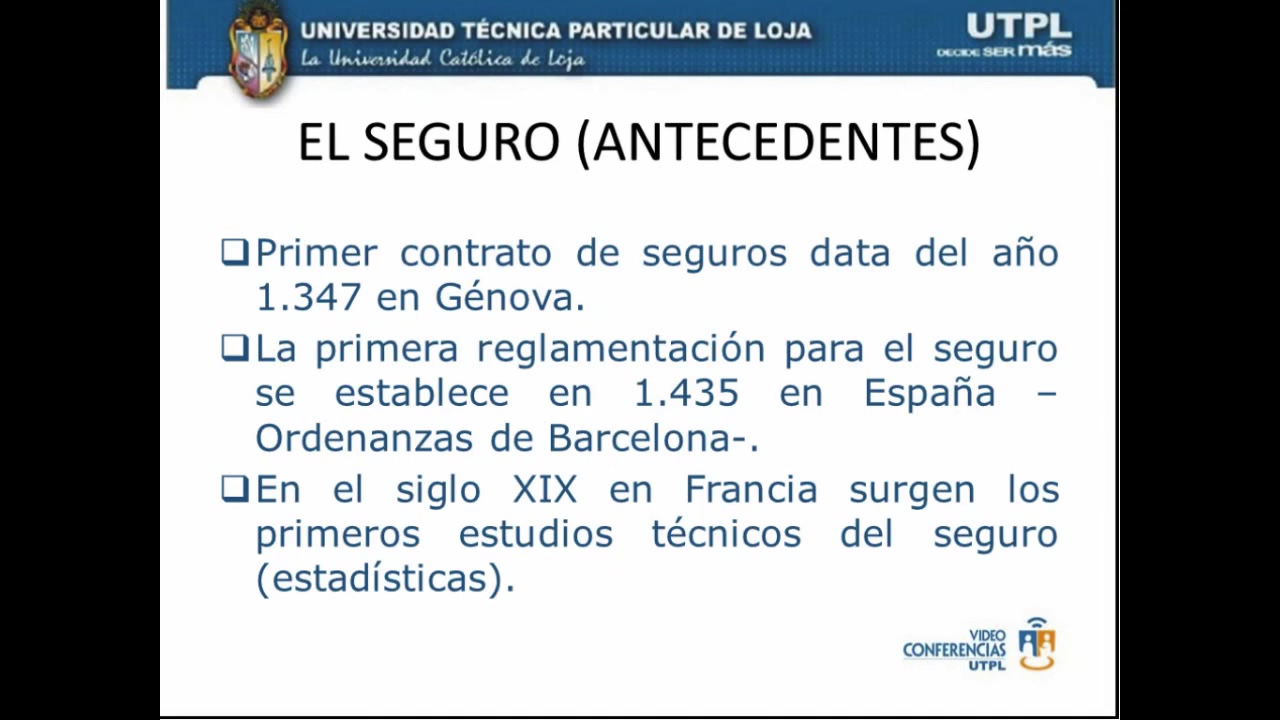 UNIVERSIDAD TÉCNICA PARTICULAR DE LOJA
La Universidad Católica de Loja
UTPL
DECIDE SER más
EL SEGURO (ANTECEDENTES)
❑Primer contrato de seguros data del año
1.347 en Génova.
❑La primera reglamentación para el seguro
se establece en 1.435 en España –
Ordenanzas de Barcelona-.
❑En el siglo XIX en Francia surgen los
primeros estudios técnicos del seguro
(estadísticas).
VIDEO
CONFERENCIAS
UTPL